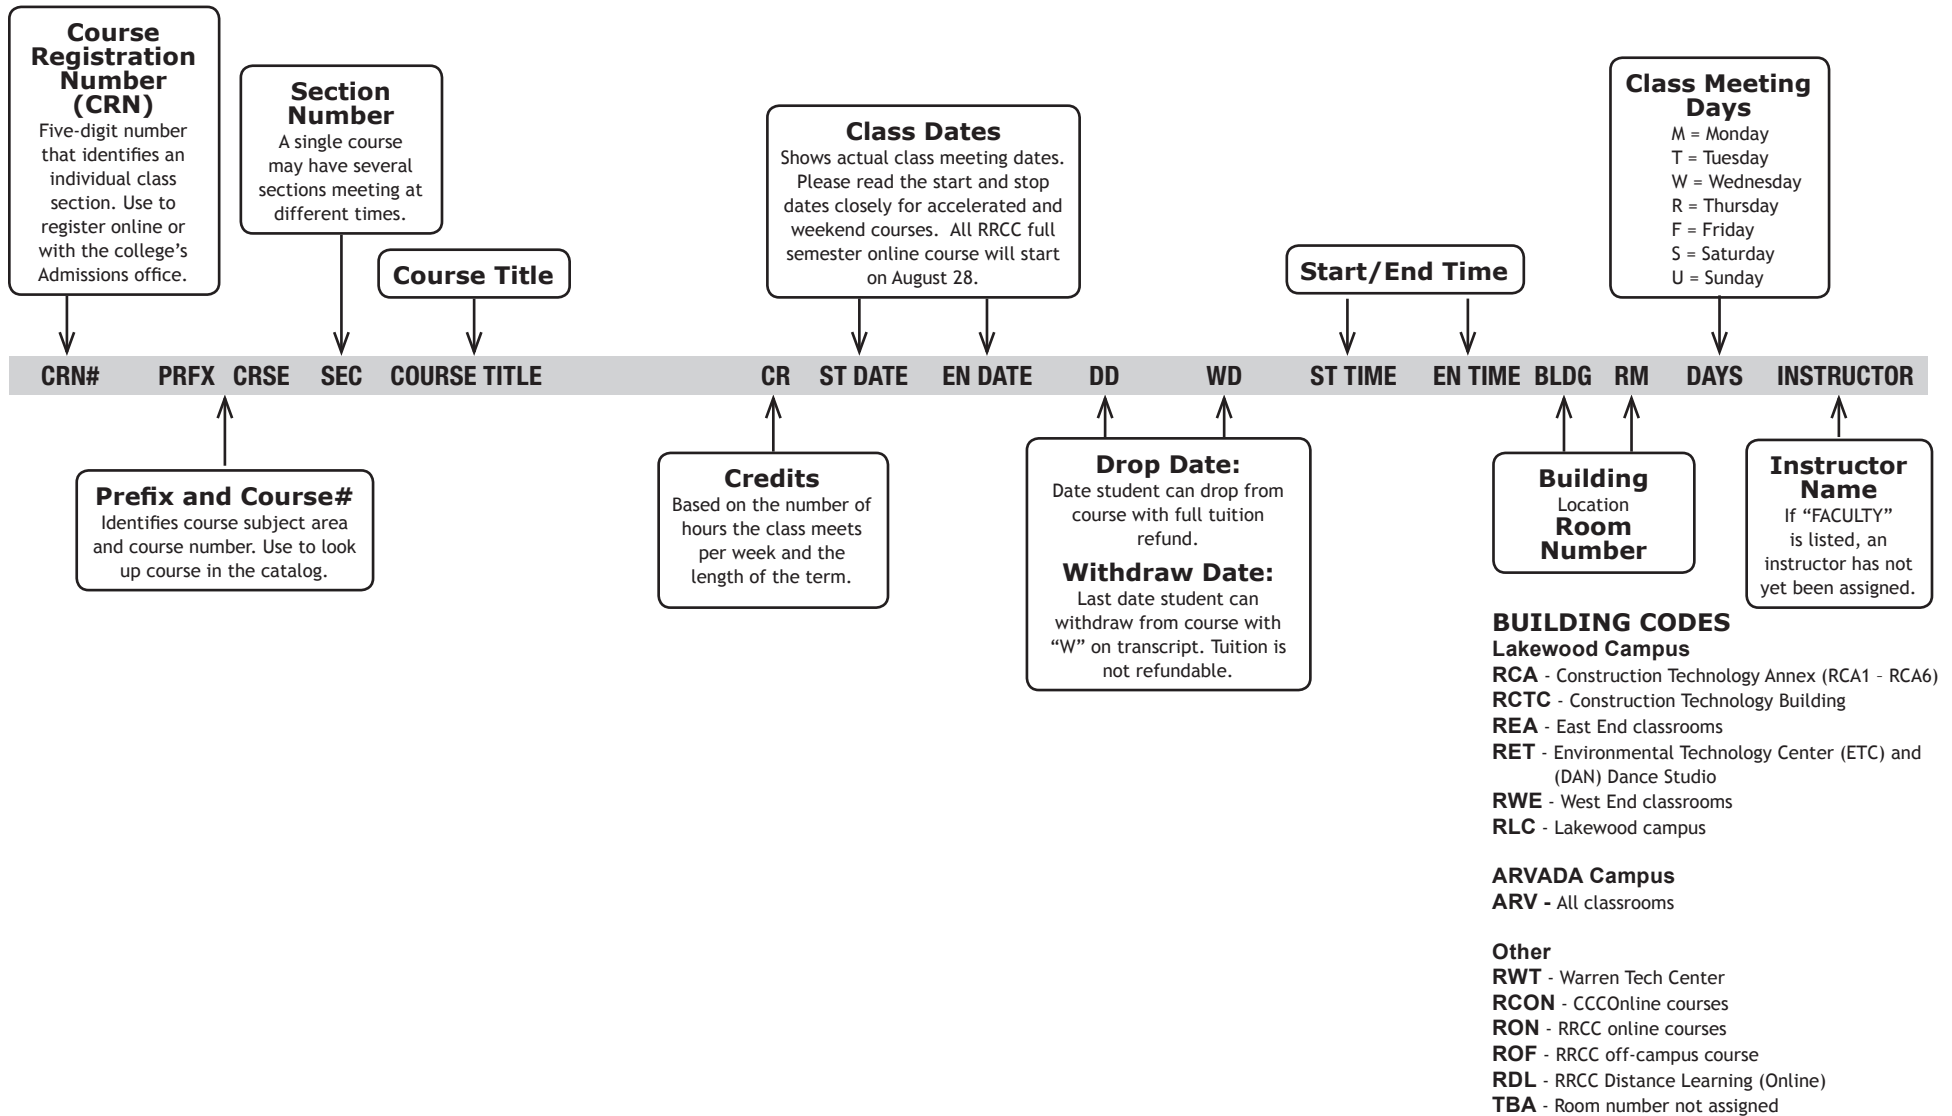 Course
Registration
Number
(CRN)
Five-digit number
that identifies an
individual class
section. Use to
register online or
with the college’s
Admissions office.
Section
Number
A single course
may have several
sections meeting at
different times.
Course Title
Class Dates
Shows actual class meeting dates.
Please read the start and stop
dates closely for accelerated and
weekend courses.  All RRCC full
semester online course will start
on August 28.
Start/End Time
Class Meeting
Days
M = Monday
T = Tuesday
W = Wednesday
R = Thursday
F = Friday
S = Saturday
U = Sunday
CRN# PRFX CRSE SEC COURSE TITLE CR ST DATE EN DATE DD WD ST TIME EN TIME BLDG RM DAYS INSTRUCTOR
Prefix and Course#
Identifies course subject area
and course number. Use to look
up course in the catalog.
Credits
Based on the number of
hours the class meets
per week and the
length of the term.
Drop Date:
Date student can drop from
course with full tuition
refund.
Withdraw Date:
Last date student can
withdraw from course with
“W” on transcript. Tuition is
not refundable.
Building
Location
Room
Number
Instructor
Name
If “FACULTY”
is listed, an
instructor has not
yet been assigned.
BUILDING CODES
Lakewood Campus
RCA - Construction Technology Annex (RCA1 – RCA6)
RCTC - Construction Technology Building
REA - East End classrooms
RET - Environmental Technology Center (ETC) and
(DAN) Dance Studio
RWE - West End classrooms
RLC - Lakewood campus
ARVADA Campus
ARV - All classrooms
Other
RWT - Warren Tech Center
RCON - CCCOnline courses
RON - RRCC online courses
ROF - RRCC off-campus course
RDL - RRCC Distance Learning (Online)
TBA - Room number not assigned